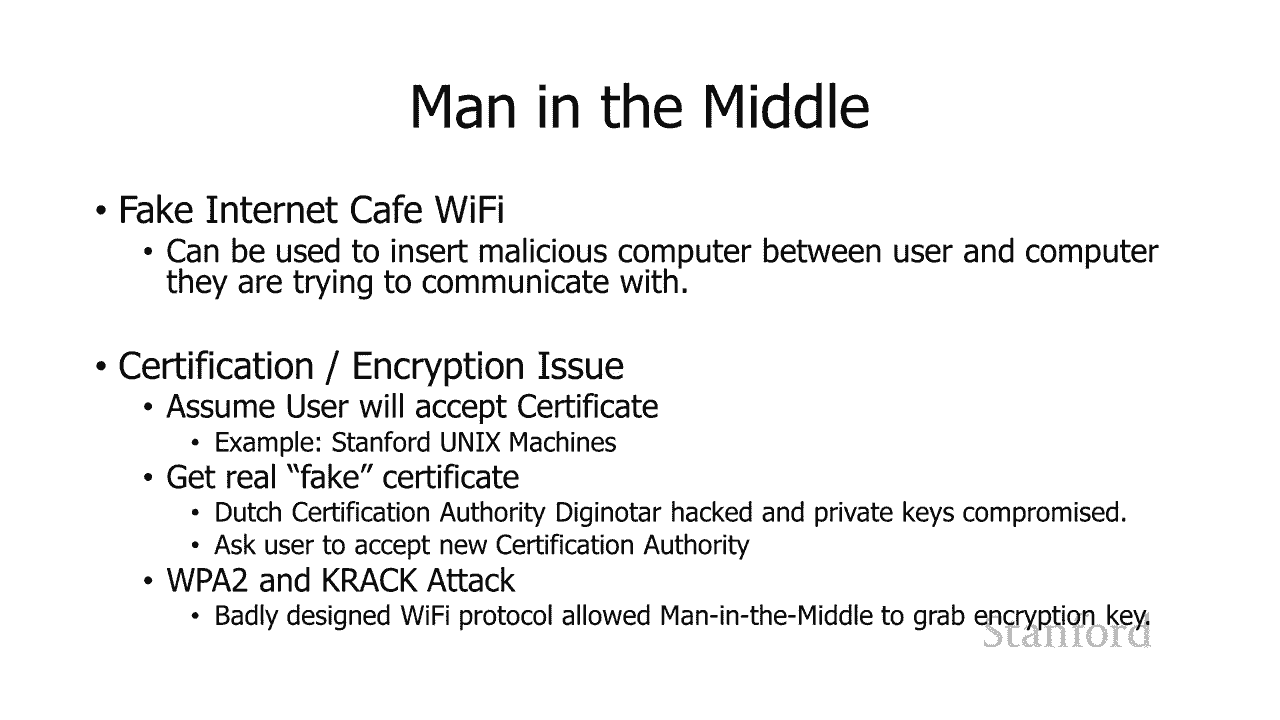 Man in the Middle
• Fake Internet Cafe WiFi
• Can be used to insert malicious computer between user and computer
they are trying to communicate with.
• Certification / Encryption Issue
• Assume User will accept Certificate
• Example: Stanford UNIX Machines
• Get real “fake” certificate
• Dutch Certification Authority Diginotar hacked and private keys compromised.
• Ask user to accept new Certification Authority
• WPA2 and KRACK Attack
• Badly designed WiFi protocol allowed Man-in-the-Middle to grab encryption key.
Stanford